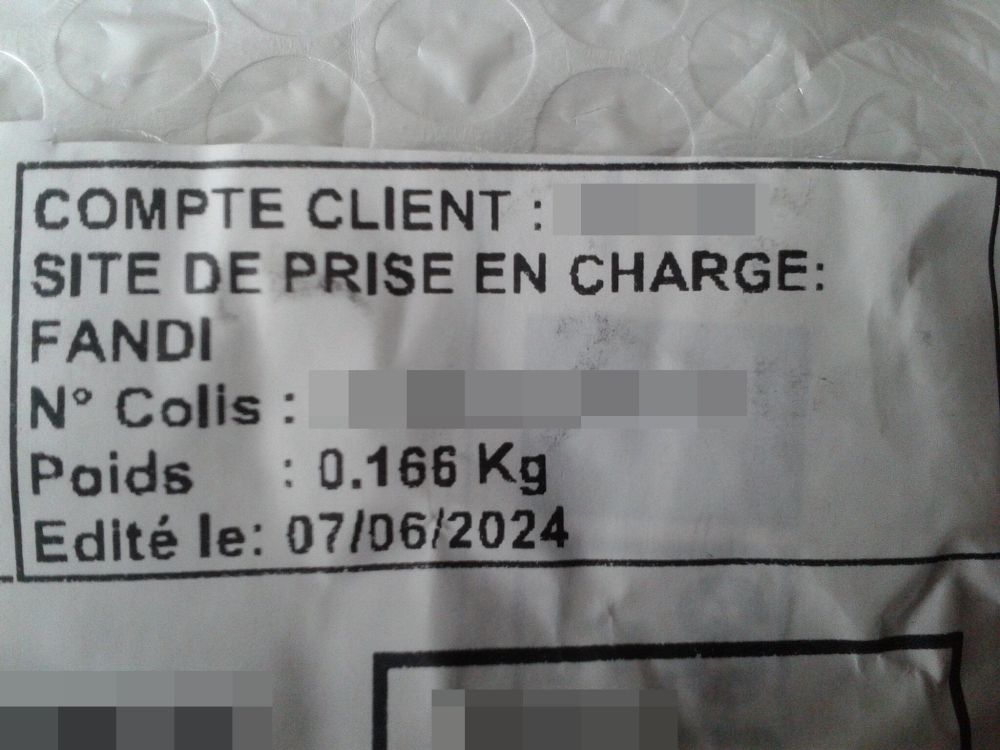 COMPTE CLIENT :
SITE DE PRISE EN CHARGE:
FANDI
N° Colis :
Poids : 0.166 Kg
Edité le: 07/06/2024